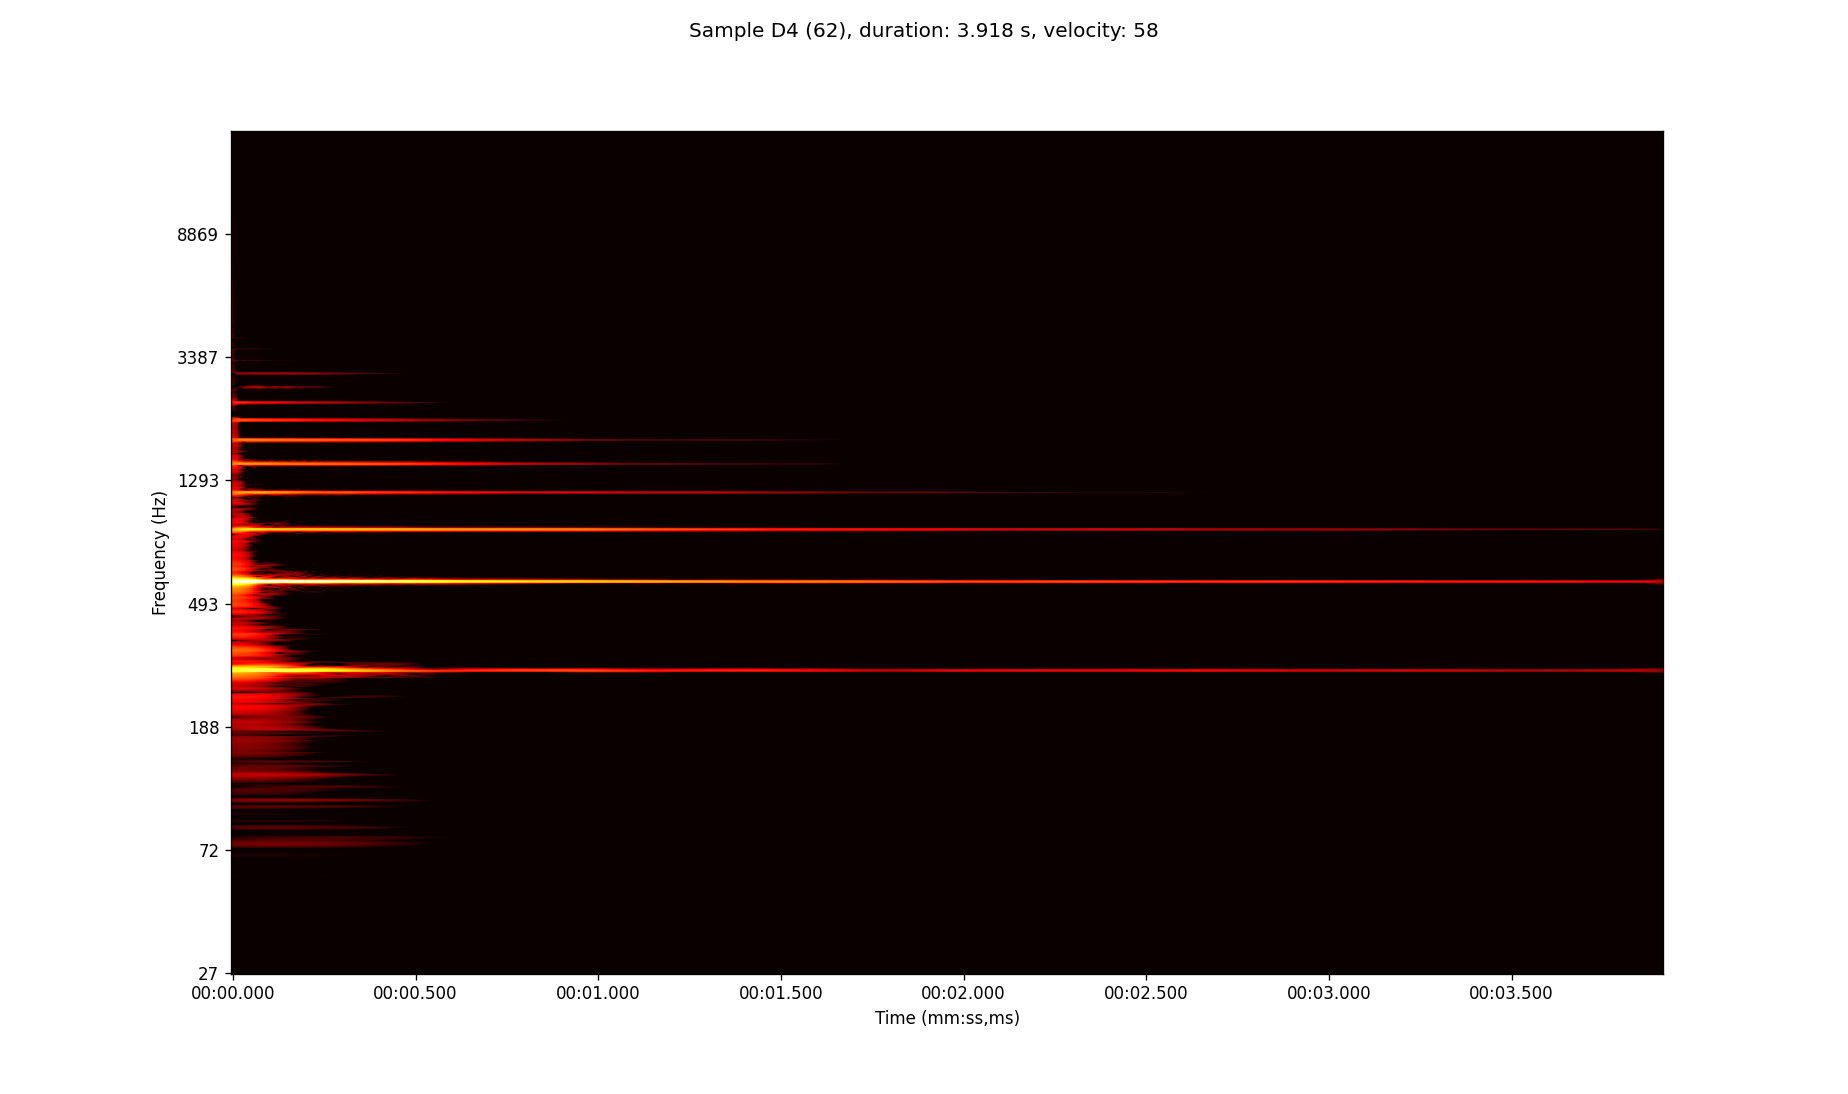 Sample D4 (62), duration: 3.918 s, velocity: 58
Frequency (Hz)
8869
3387
1293
493
188
72
27
00:00.000 00:00.500 00:01.000 00:01.500 00:02.000 00:02.500 00:03.000 00:03.500
Time (mm:ss,ms)